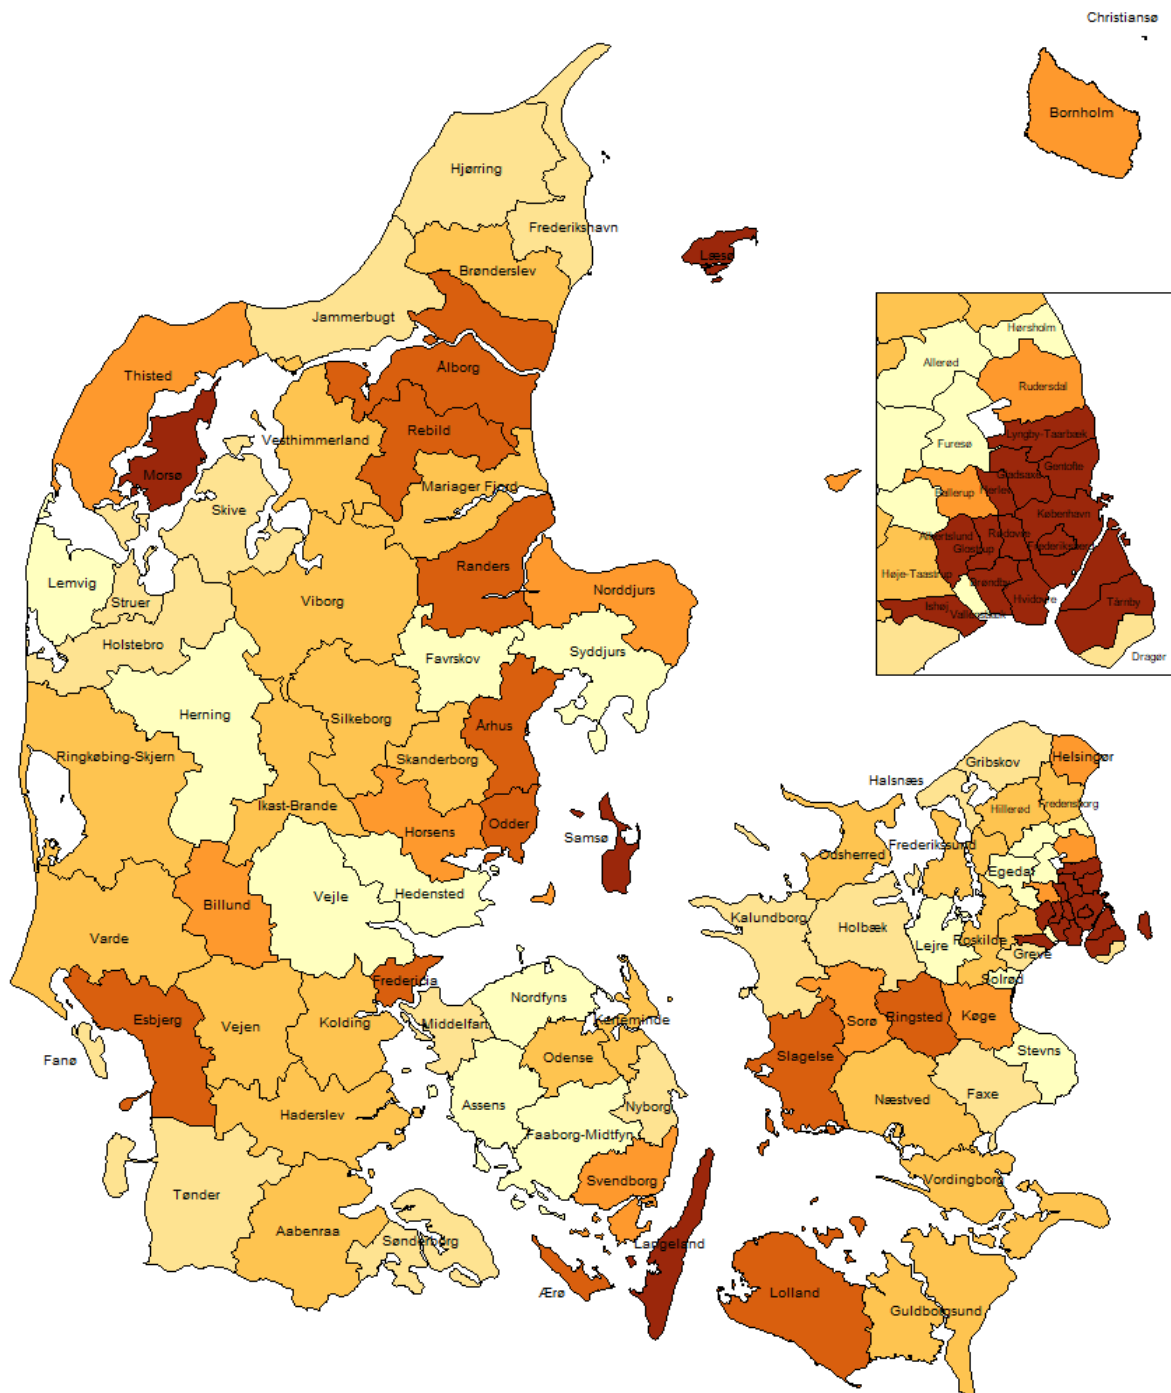 Christiansø
Bornholm
Hjørring
Frederikshavn
Læsø
Brønderslev
Jammerbugt
Thisted
Ålborg
Rebild
Vesthimmerland
Morsø
Mariager Fjord
Skive
Randers
Norddjurs
Lemvig
Struer
Viborg
Holstebro
Favrskov
Syddjurs
Herning
Silkeborg
Århus
Ringkøbing-Skjern
Skanderborg
Ikast-Brande
Horsens
Odder
Samsø
Hedensted
Vejle
Billund
Varde
Fredericia
Esbjerg
Vejen
Kolding
Middelfart
Nordfyns
Kerteminde
Odense
Fanø
Assens
Nyborg
Haderslev
Faaborg-Midtfyn
Svendborg
Tønder
Aabenraa
Sønderborg
Langeland
Ærø
Hørsholm
Allerød
Rudersdal
Furesø
Lyngby-Taarbæk
Gentofte
Gladsaxe
Ballerup
Herlev
København
Albertslund
Rødovre
Glostrup
Frederiksberg
Høje-Taastrup
Brøndby
Hvidovre
Ishøj
Vallensbæk
Tårnby
Dragør
Helsingør
Gribskov
Halsnæs
Hillerød
Fredensborg
Frederikssund
Odsherred
Egedal
Kalundborg
Holbæk
Lejre
Roskilde
Greve
Solrød
Sorø
Ringsted
Køge
Stevns
Slagelse
Næstved
Faxe
Vordingborg
Lolland
Guldborgsund